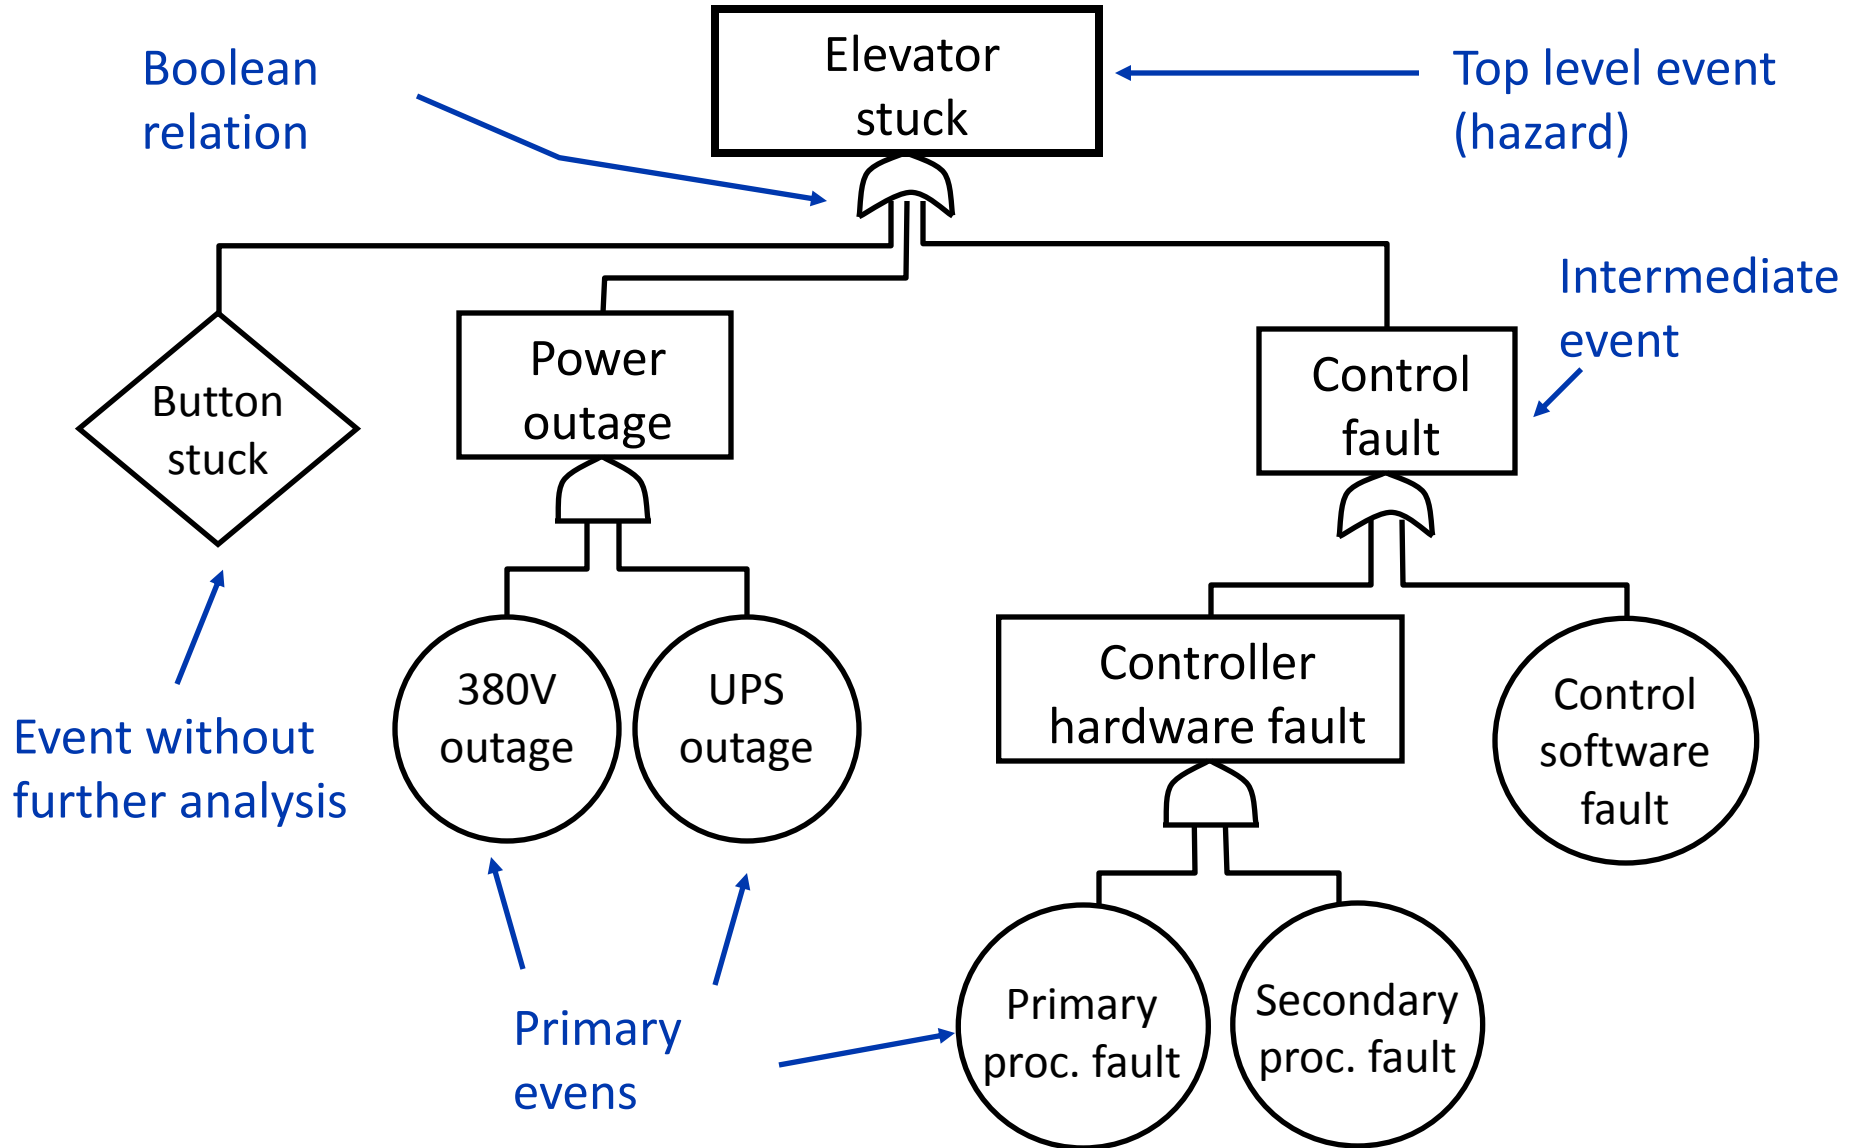 Boolean
relation
Elevator
stuck
Top level event
(hazard)
Intermediate
event
Button
stuck
Power
outage
Control
fault
Event without
further analysis
380V
outage
UPS
outage
Controller
hardware fault
Control
software
fault
Primary
evens
Primary
proc. fault
Secondary
proc. fault